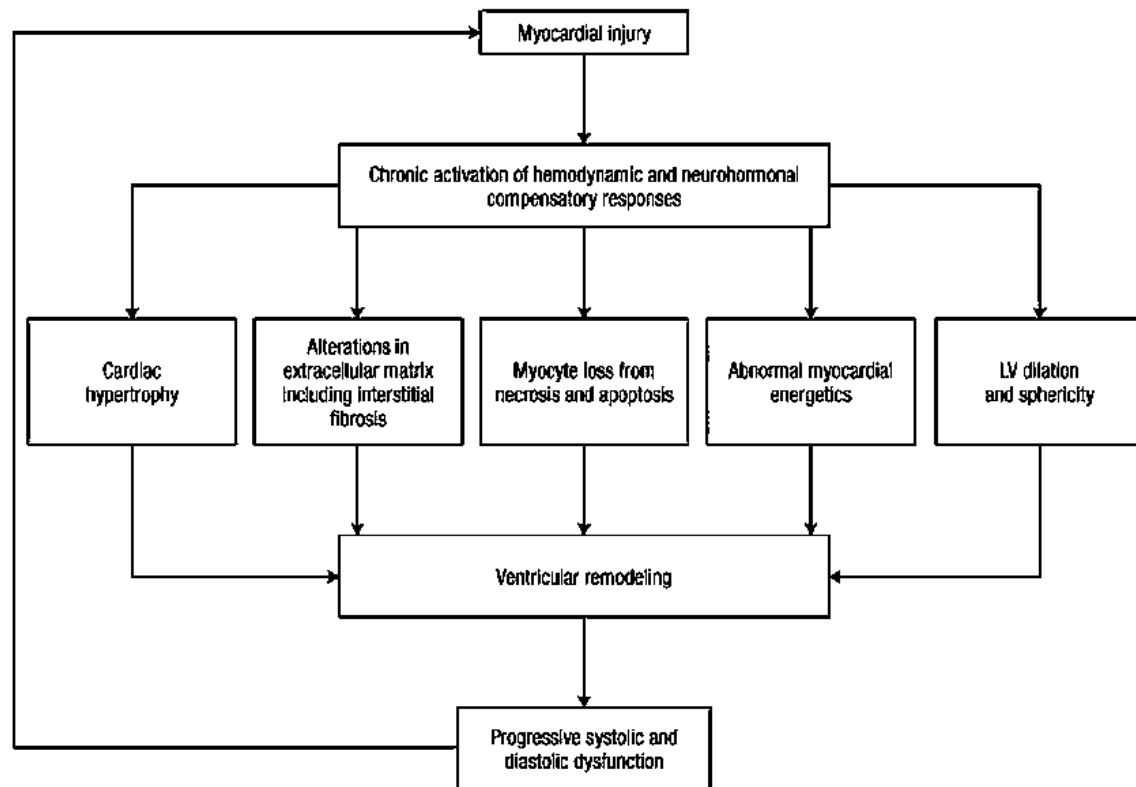 Myocardial injury
Chronic activation of hemodynamic and neurohormonal
compensatory responses
Cardiac
hypertrophy
Alterations in
extracellular matrix
including interstitial
fibrosis
Myocyte loss from
necrosis and apoptosis
Abnormal myocardial
energetics
LV dilation
and sphericity
Ventricular remodeling
Progressive systolic and
diastolic dysfunction